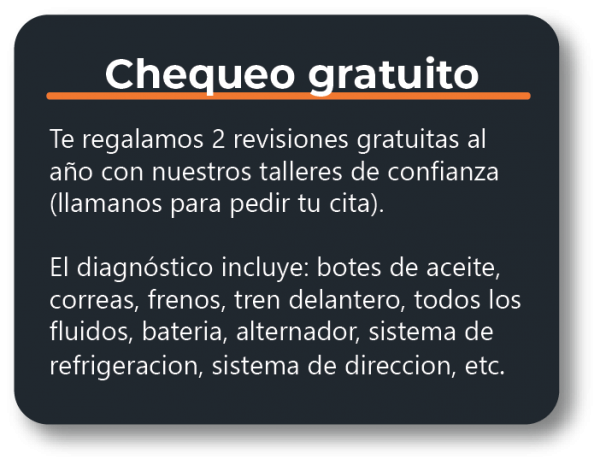 Chequeo gratuito
Te regalamos 2 revisiones gratuitas al
año con nuestros talleres de confianza
(llamanos para pedir tu cita).
El diagnóstico incluye: botes de aceite,
correas, frenos, tren delantero, todos los
fluidos, bateria, alternador, sistema de
refrigeracion, sistema de direccion, etc.